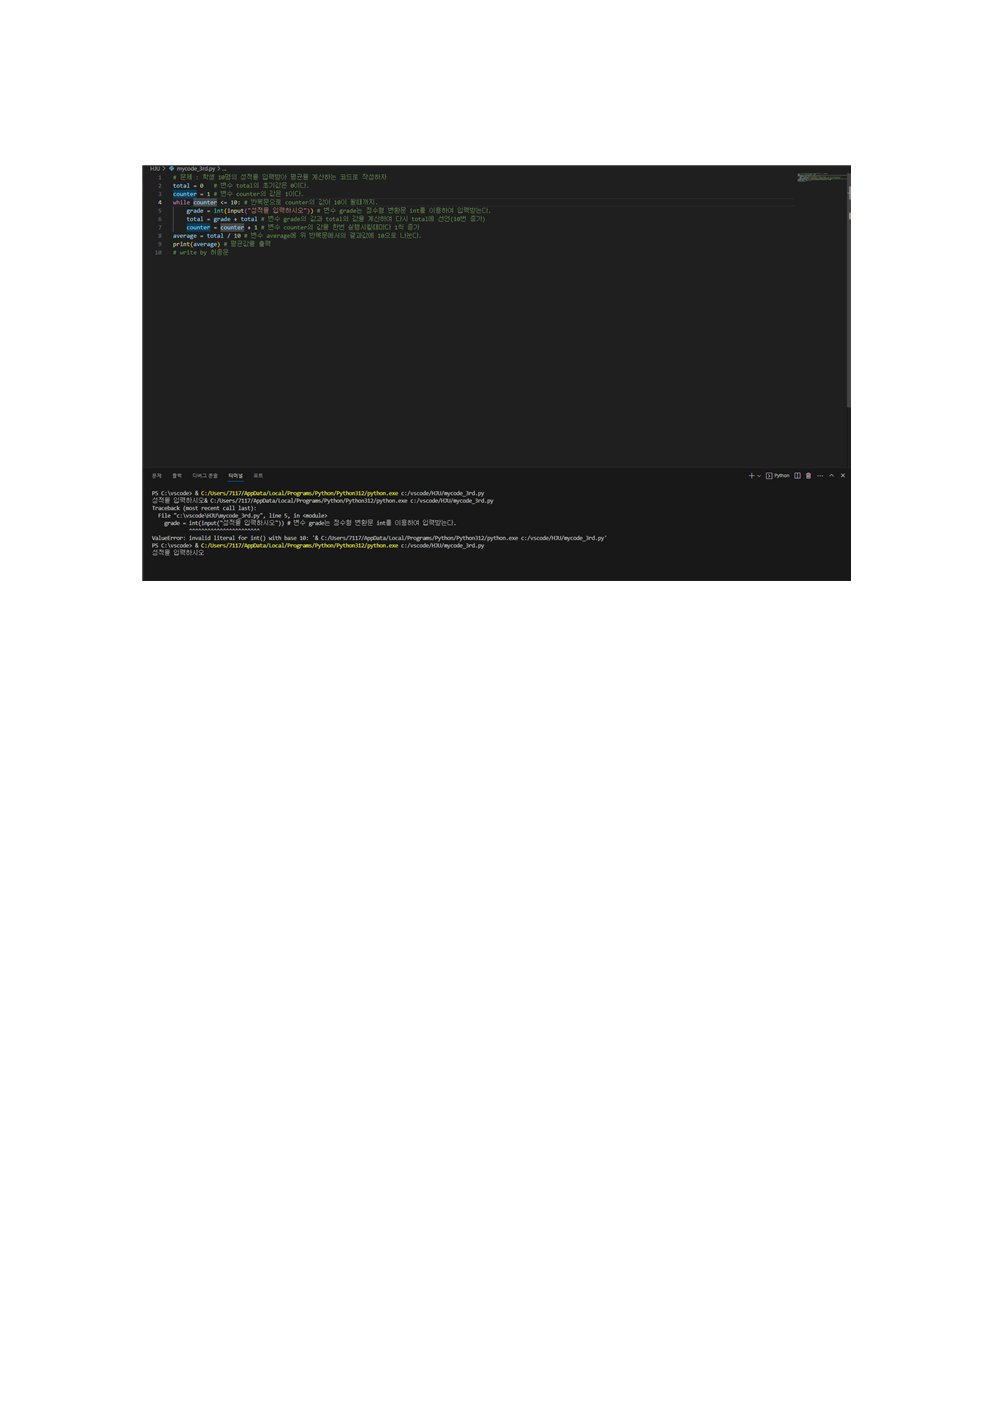 HJU > mycode_3rd.py > ...
1 # 문제 : 학생 10명의 성적을 입력받아 평균을 계산하는 코드로 작성하자
2 total = 0 # 변수 total의 초기값은 0이다.
3 counter = 1 # 변수 counter의 값은 1이다.
4 while counter <= 10: # 반복문으로 counter의 값이 10이 될때까지.
5 grade = int(input("성적을 입력하시오")) # 변수 grade는 정수형 변환문 int를 이용하여 입력받는다.
6 total = grade + total # 변수 grade의 값과 total의 값을 계산하여 다시 total에 선언(10번 증가)
7 counter = counter + 1 # 변수 counter의 값을 한번 실행시킬때마다 1씩 증가
8 average = total / 10 # 변수 average에 위 반복문에서의 결과값에 10으로 나눈다.
9 print(average) # 평균값을 출력
10 # write by 허준문
문제 출력 디버그 콘솔 터미널 포트 Python
PS C:\vscode> & C:/Users/7117/AppData/Local/Programs/Python/Python312/python.exe c:/vscode/HJU/mycode_3rd.py
성적을 입력하시오& C:/Users/7117/AppData/Local/Programs/Python/Python312/python.exe c:/vscode/HJU/mycode_3rd.py
Traceback (most recent call last):
File "c:\vscode\HJU\mycode_3rd.py", line 5, in <module>
grade = int(input("성적을 입력하시오")) # 변수 grade는 정수형 변환문 int를 이용하여 입력받는다.
^^^^^^^^^^^^^^^^^^^^^^^
ValueError: invalid literal for int() with base 10: '& C:/Users/7117/AppData/Local/Programs/Python/Python312/python.exe c:/vscode/HJU/mycode_3rd.py'
PS C:\vscode> & C:/Users/7117/AppData/Local/Programs/Python/Python312/python.exe c:/vscode/HJU/mycode_3rd.py
성적을 입력하시오